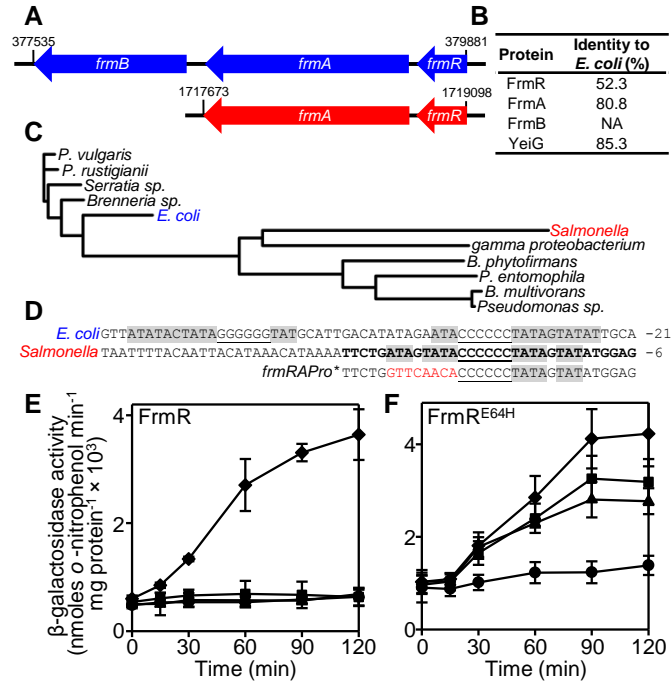 A
377535
379881
frmB
frmA
frmR
1717673
1719098
frmA
frmR
B
Protein Identity to E. coli (%)
FrmR 52.3
FrmA 80.8
FrmB NA
YeiG 85.3
C
P. vulgaris
P. rustigianii
Serratia sp.
Brenneria sp.
E. coli
Salmonella
gamma proteobacterium
B. phytofirmans
P. entomophila
B. multivorans
Pseudomonas sp.
D
E. coli GTTATATACTATAGGGGGGTATGCATTGACATATAGAATACCCCCCTATAGTATATTGCA -21
Salmonella TAATTTTACAATTACATAAACATAAAATTCTGATAGTATACCCCCCTATAGTATATGGAG -6
frmRAPro* TTCTGGTTCAACACCCCCCTATAGTATATGGAG
E FrmR
β-galactosidase activity
(nmoles o -nitrophenol min-1
mg protein-1 × 10³)
4
2
0
0 30 60 90 120
Time (min)
F FrmRE64H
4
2
0
0 30 60 90 120
Time (min)